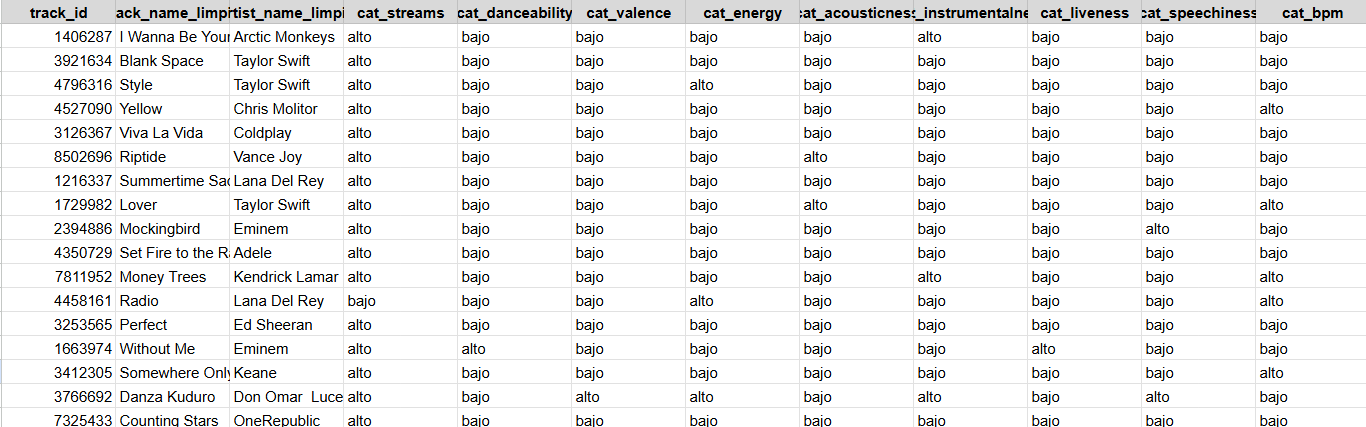 track_id ack_name_limpi tist_name_limpi cat_streams cat_danceability cat_valence cat_energy cat_acousticness _instrumentalne cat_liveness cat_speechiness cat_bpm
1406287 I Wanna Be Your Arctic Monkeys alto bajo bajo bajo bajo alto bajo bajo bajo
3921634 Blank Space Taylor Swift alto bajo bajo bajo bajo bajo bajo bajo bajo
4796316 Style Taylor Swift alto bajo bajo alto bajo bajo bajo bajo bajo
4527090 Yellow Chris Molitor alto bajo bajo bajo bajo bajo bajo bajo alto
3126367 Viva La Vida Coldplay alto bajo bajo bajo bajo bajo bajo bajo bajo
8502696 Riptide Vance Joy alto bajo bajo bajo alto bajo bajo bajo bajo
1216337 Summertime Sad Lana Del Rey alto bajo bajo bajo bajo bajo bajo bajo bajo
1729982 Lover Taylor Swift alto bajo bajo bajo alto bajo bajo bajo alto
2394886 Mockingbird Eminem alto bajo bajo bajo bajo bajo bajo alto bajo
4350729 Set Fire to the R Adele alto bajo bajo bajo bajo bajo bajo bajo bajo
7811952 Money Trees Kendrick Lamar alto bajo bajo bajo bajo alto bajo bajo alto
4458161 Radio Lana Del Rey bajo bajo bajo alto bajo bajo bajo bajo alto
3253565 Perfect Ed Sheeran alto bajo bajo bajo bajo bajo bajo bajo bajo
1663974 Without Me Eminem alto alto bajo bajo bajo bajo alto bajo bajo
3412305 Somewhere Only Keane alto bajo bajo bajo bajo bajo bajo bajo alto
3766692 Danza Kuduro Don Omar Luce alto bajo alto alto bajo alto bajo alto bajo
7325433 Counting Stars OneRepublic alto bajo bajo bajo bajo bajo bajo bajo bajo